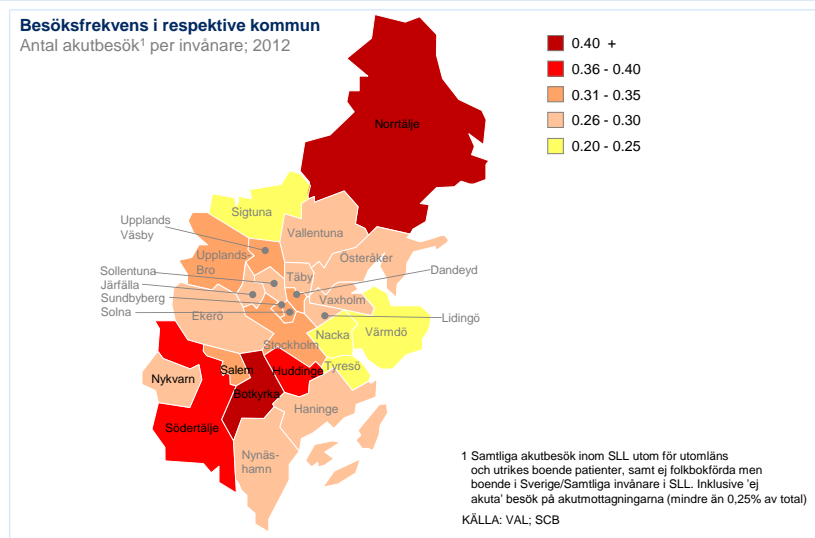 Besöksfrekvens i respektive kommun
Antal akutbesök¹ per invånare; 2012
0.40 +
0.36 - 0.40
0.31 - 0.35
0.26 - 0.30
0.20 - 0.25
Norrtälje
Sigtuna
Upplands
Väsby
Vallentuna
Upplands-
Bro
Österåker
Sollentuna
Täby
Dandeyd
Järfälla
Sundbyberg
Vaxholm
Solna
Ekerö
Lidingö
Nacka
Värmdö
Stockholm
Tyresö
Salem
Huddinge
Nykvarn
Botkyrka
Haninge
Södertälje
Nynäs-
hamn
1 Samtliga akutbesök inom SLL utom för utomläns
och utrikes boende patienter, samt ej folkbokförda men
boende i Sverige/Samtliga invånare i SLL. Inklusive 'ej
akuta' besök på akutmottagningarna (mindre än 0,25% av total)
KÄLLA: VAL; SCB